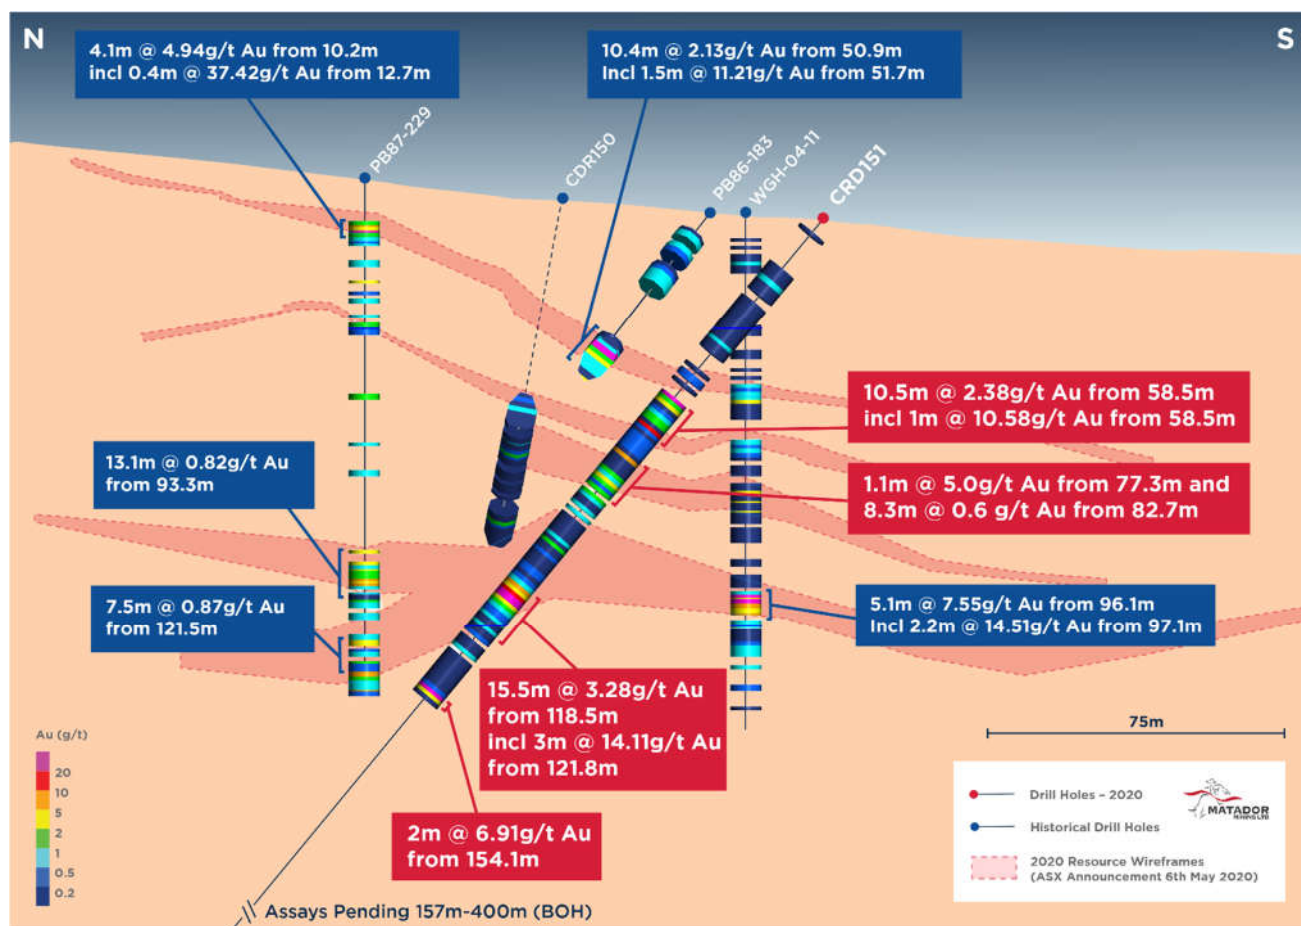 N
S
4.1m @ 4.94g/t Au from 10.2m
incl 0.4m @ 37.42g/t Au from 12.7m
10.4m @ 2.13g/t Au from 50.9m
Incl 1.5m @ 11.21g/t Au from 51.7m
PB87-229
CDR150
PB86-183
WGH-04-11
CRD151
10.5m @ 2.38g/t Au from 58.5m
incl 1m @ 10.58g/t Au from 58.5m
13.1m @ 0.82g/t Au
from 93.3m
1.1m @ 5.0g/t Au from 77.3m and
8.3m @ 0.6 g/t Au from 82.7m
7.5m @ 0.87g/t Au
from 121.5m
5.1m @ 7.55g/t Au from 96.1m
Incl 2.2m @ 14.51g/t Au from 97.1m
15.5m @ 3.28g/t Au
from 118.5m
incl 3m @ 14.11g/t Au
from 121.8m
75m
Au (g/t)
20
10
5
2
1
0.5
0.2
2m @ 6.91g/t Au
from 154.1m
Drill Holes – 2020
MATADOR
MINING LTD
Historical Drill Holes
2020 Resource Wireframes
(ASX Announcement 6th May 2020)
Assays Pending 157m-400m (BOH)